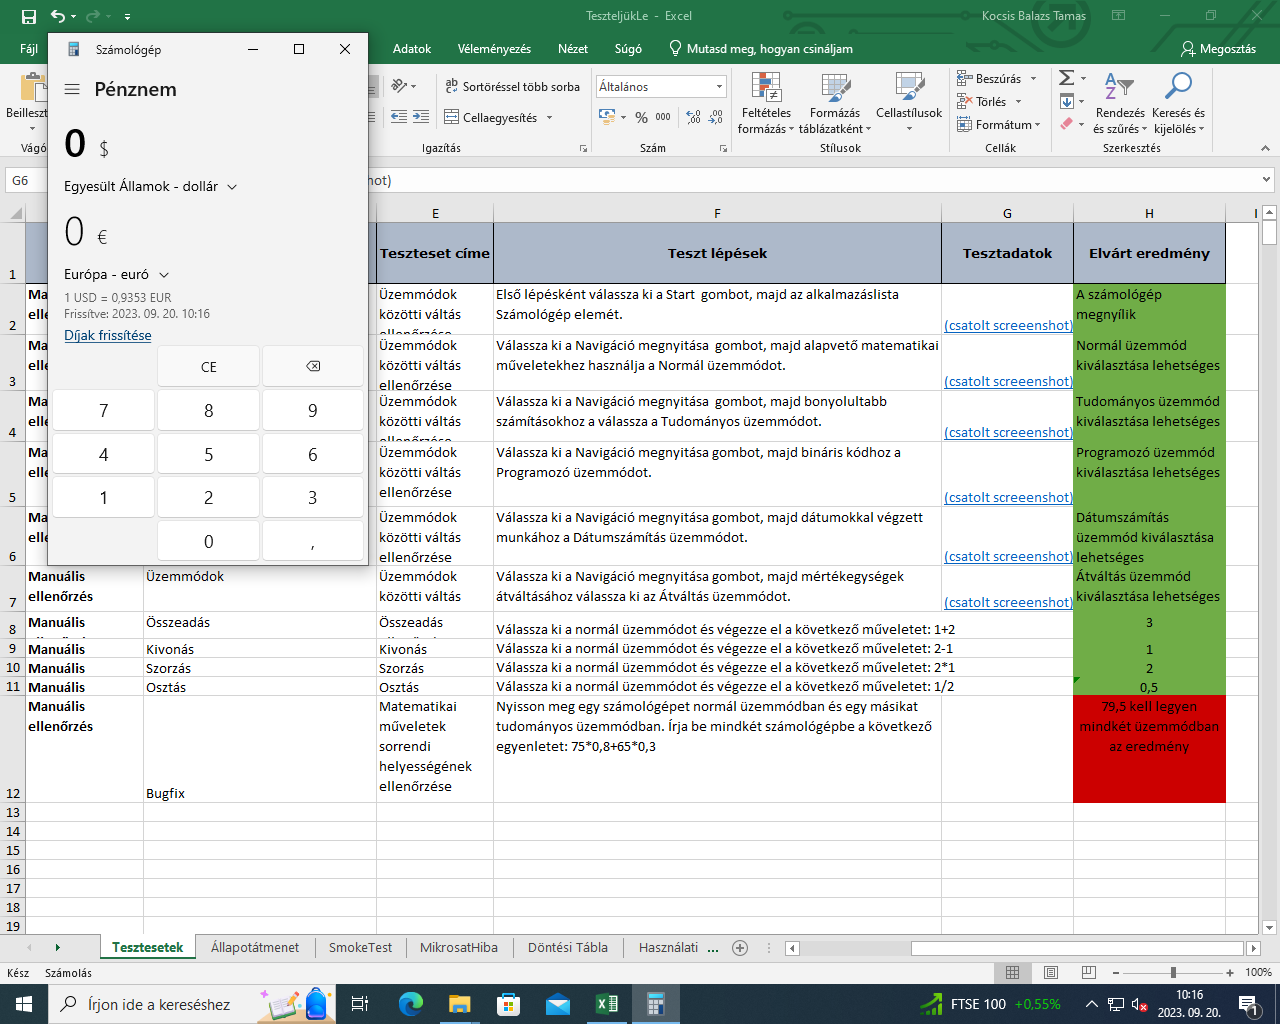 TeszteljükLe - Excel
Kocsis Balazs Tamas
Fájl
Adatok
Véleményezés
Nézet
Súgó
Mutasd meg, hogyan csináljam
Megosztás
Számológép
Pénznem
0 $
Egyesült Államok - dollár
0 €
Európa - euró
1 USD = 0,9353 EUR
Frissítve: 2023. 09. 20. 10:16
Díjak frissítése
CE
7 8 9
4 5 6
1 2 3
0 ,
Beilleszt
Vágó
Sortöréssel több sorba
Cellaegyesítés
Igazítás
Általános
% 000
Szám
Feltételes formázás
Formázás táblázatként
Cellastílusok
Stílusok
Beszúrás
Törlés
Formátum
Cellák
Rendezés és szűrés
Keresés és kijelölés
Szerkesztés
G6
hot)
E F G H I
1 Teszteset címe Teszt lépések Tesztadatok Elvárt eredmény
2 Ma elle Üzemmódok közötti váltás ellenőrzése Első lépésként válassza ki a Start gombot, majd az alkalmazáslista Számológép elemét. (csatolt screeenshot) A számológép megnyílik
3 Ma elle Üzemmódok közötti váltás ellenőrzése Válassza ki a Navigáció megnyitása gombot, majd alapvető matematikai műveletekhez használja a Normál üzemmódot. (csatolt screeenshot) Normál üzemmód kiválasztása lehetséges
4 Ma elle Üzemmódok közötti váltás ellenőrzése Válassza ki a Navigáció megnyitása gombot, majd bonyolultabb számításokhoz a válassza a Tudományos üzemmódot. (csatolt screeenshot) Tudományos üzemmód kiválasztása lehetséges
5 Ma elle Üzemmódok közötti váltás ellenőrzése Válassza ki a Navigáció megnyitása gombot, majd bináris kódhoz a Programozó üzemmódot. (csatolt screeenshot) Programozó üzemmód kiválasztása lehetséges
6 Ma elle Üzemmódok közötti váltás ellenőrzése Válassza ki a Navigáció megnyitása gombot, majd dátumokkal végzett munkához a Dátumszámítás üzemmódot. (csatolt screeenshot) Dátumszámítás üzemmód kiválasztása lehetséges
7 Manuális ellenőrzés Üzemmódok Üzemmódok közötti váltás Válassza ki a Navigáció megnyitása gombot, majd mértékegységek átváltásához válassza ki az Átváltás üzemmódot. (csatolt screeenshot) Átváltás üzemmód kiválasztása lehetséges
8 Manuális Összeadás Összeadás Válassza ki a normál üzemmódot és végezze el a következő műveletet: 1+2 3
9 Manuális Kivonás Kivonás Válassza ki a normál üzemmódot és végezze el a következő műveletet: 2-1 1
10 Manuális Szorzás Szorzás Válassza ki a normál üzemmódot és végezze el a következő műveletet: 2*1 2
11 Manuális Osztás Osztás Válassza ki a normál üzemmódot és végezze el a következő műveletet: 1/2 0,5
12 Manuális ellenőrzés Bugfix Matematikai műveletek sorrendi helyességének ellenőrzése Nyisson meg egy számológépet normál üzemmódban és egy másikat tudományos üzemmódban. Írja be mindkét számológépbe a következő egyenletet: 75*0,8+65*0,3 79,5 kell legyen mindkét üzemmódban az eredmény
13
14
15
16
17
18
19
Tesztesetek Állapotátmenet SmokeTest MikrosatHiba Döntési Tábla Használati ...
Kész Számolás
100%
Írjon ide a kereséshez
FTSE 100 +0,55%
10:16
2023. 09. 20.
1